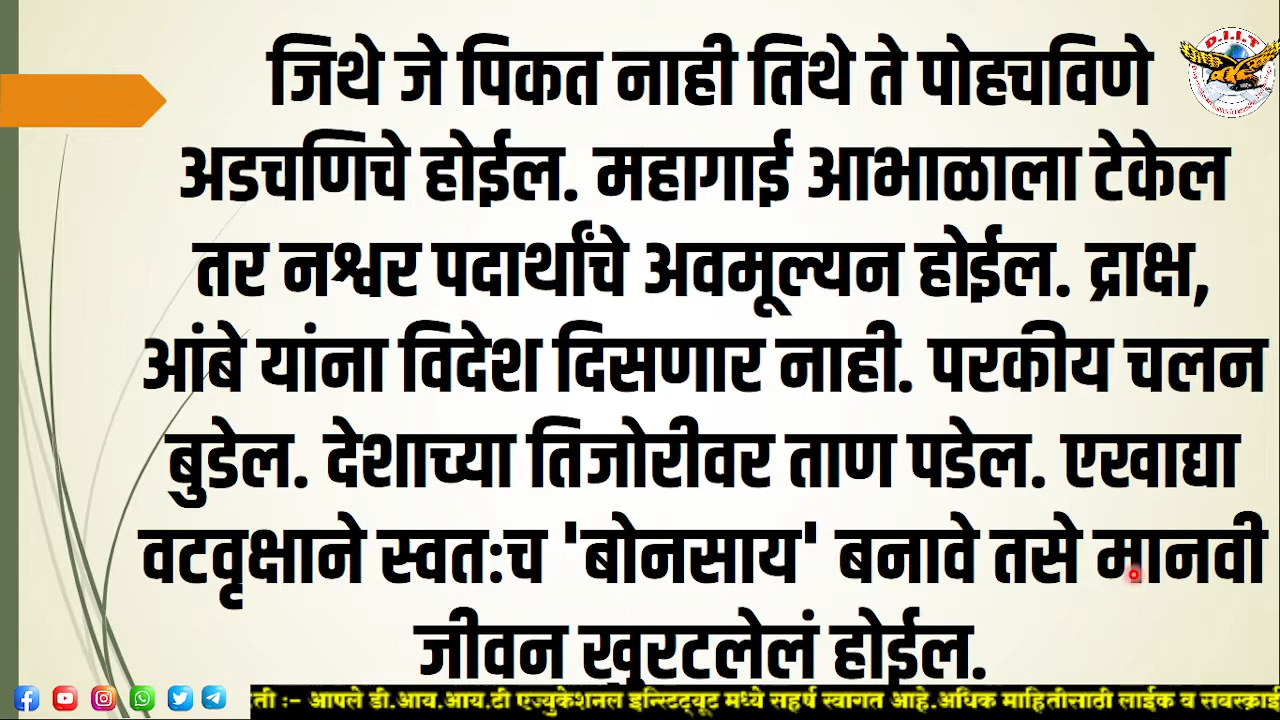 जिथे जे पिकत नाही तिथे ते पोहचविणे
D.I.I.T
अडचणिचे होईल. महागाई आभाळाला टेकेल
तर नश्वर पदार्थांचे अवमूल्यन होईल. द्राक्ष,
आंबे यांना विदेश दिसणार नाही. परकीय चलन
बुडेल. देशाच्या तिजोरीवर ताण पडेल. एखाद्या
वटवृक्षाने स्वतःच 'बोनसाय' बनावे तसे मानवी
जीवन खुरटलेलं होईल.
ती :- आपले डी.आय.आय.टी एज्युकेशनल इन्स्टिट्यूट मध्ये सहर्ष स्वागत आहे.अधिक माहितीसाठी लाईक व सबस्क्राई